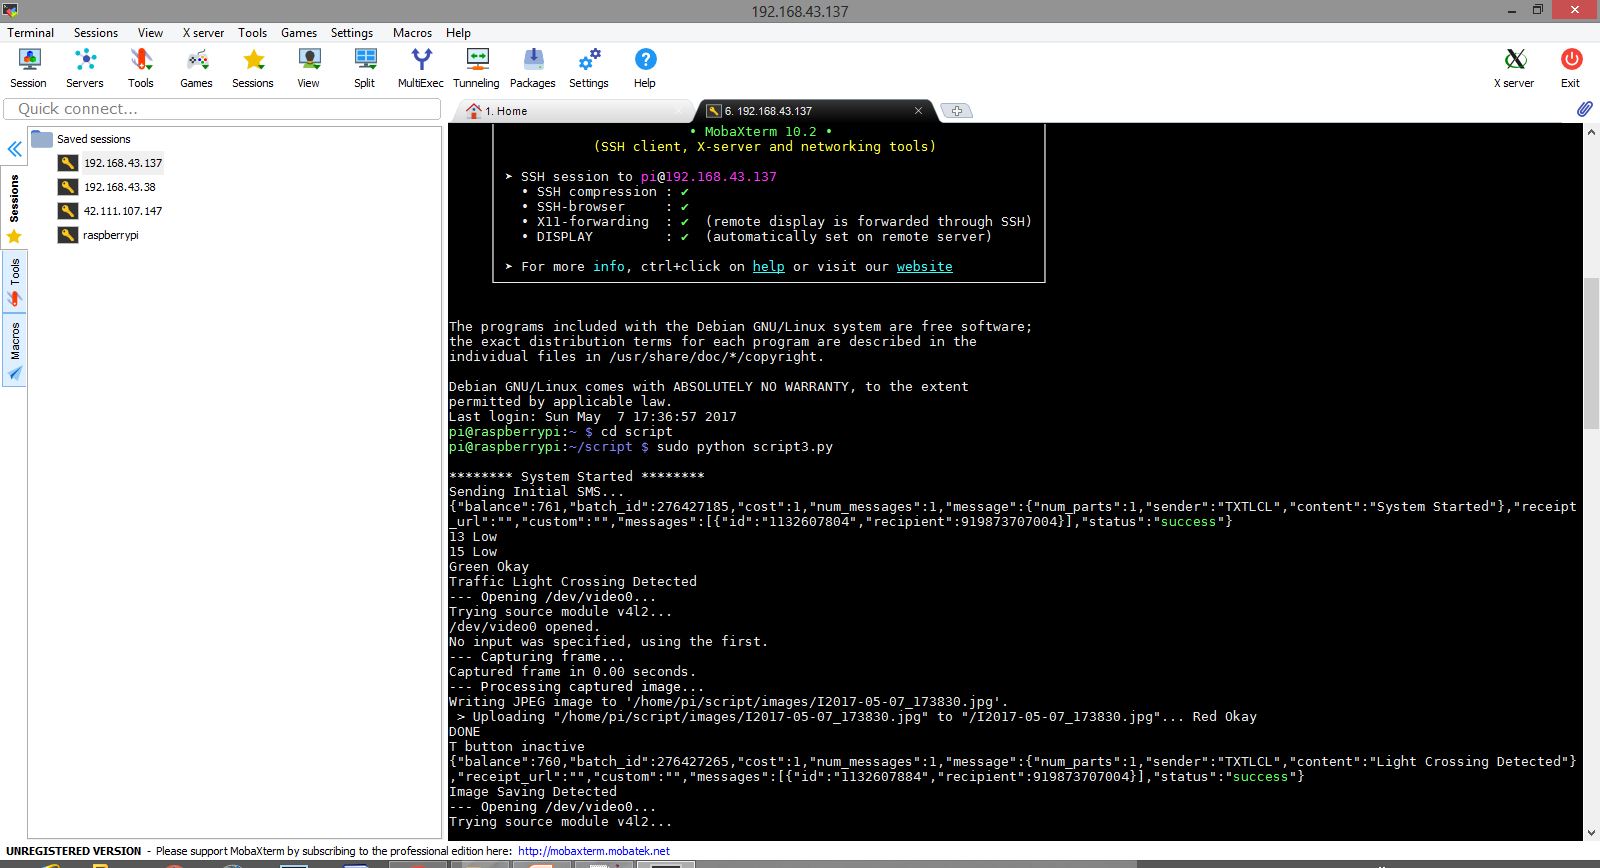 192.168.43.137
Terminal Sessions View X server Tools Games Settings Macros Help
Session Servers Tools Games Sessions View Split MultiExec Tunneling Packages Settings Help X server Exit
Quick connect...
1. Home
6. 192.168.43.137
Saved sessions
192.168.43.137
192.168.43.38
42.111.107.147
raspberrypi
Sessions
Tools
Macros
• MobaXterm 10.2 •
(SSH client, X-server and networking tools)
➤ SSH session to pi@192.168.43.137
• SSH compression : ✔
• SSH-browser : ✔
• X11-forwarding : ✔ (remote display is forwarded through SSH)
• DISPLAY : ✔ (automatically set on remote server)
➤ For more info, ctrl+click on help or visit our website
The programs included with the Debian GNU/Linux system are free software;
the exact distribution terms for each program are described in the
individual files in /usr/share/doc/*/copyright.
Debian GNU/Linux comes with ABSOLUTELY NO WARRANTY, to the extent
permitted by applicable law.
Last login: Sun May  7 17:36:57 2017
pi@raspberrypi:~ $ cd script
pi@raspberrypi:~/script $ sudo python script3.py
******** System Started ********
Sending Initial SMS...
{"balance":761,"batch_id":276427185,"cost":1,"num_messages":1,"message":{"num_parts":1,"sender":"TXTLCL","content":"System Started"},"receipt
_url":"","custom":"","messages":[{"id":"1132607804","recipient":919873707004}],"status":"success"}
13 Low
15 Low
Green Okay
Traffic Light Crossing Detected
--- Opening /dev/video0...
Trying source module v4l2...
/dev/video0 opened.
No input was specified, using the first.
--- Capturing frame...
Captured frame in 0.00 seconds.
--- Processing captured image...
Writing JPEG image to '/home/pi/script/images/I2017-05-07_173830.jpg'.
> Uploading "/home/pi/script/images/I2017-05-07_173830.jpg" to "/I2017-05-07_173830.jpg"... Red Okay
DONE
T button inactive
{"balance":760,"batch_id":276427265,"cost":1,"num_messages":1,"message":{"num_parts":1,"sender":"TXTLCL","content":"Light Crossing Detected"}
,"receipt_url":"","custom":"","messages":[{"id":"1132607884","recipient":919873707004}],"status":"success"}
Image Saving Detected
--- Opening /dev/video0...
Trying source module v4l2...
UNREGISTERED VERSION - Please support MobaXterm by subscribing to the professional edition here: http://mobaxterm.mobatek.net